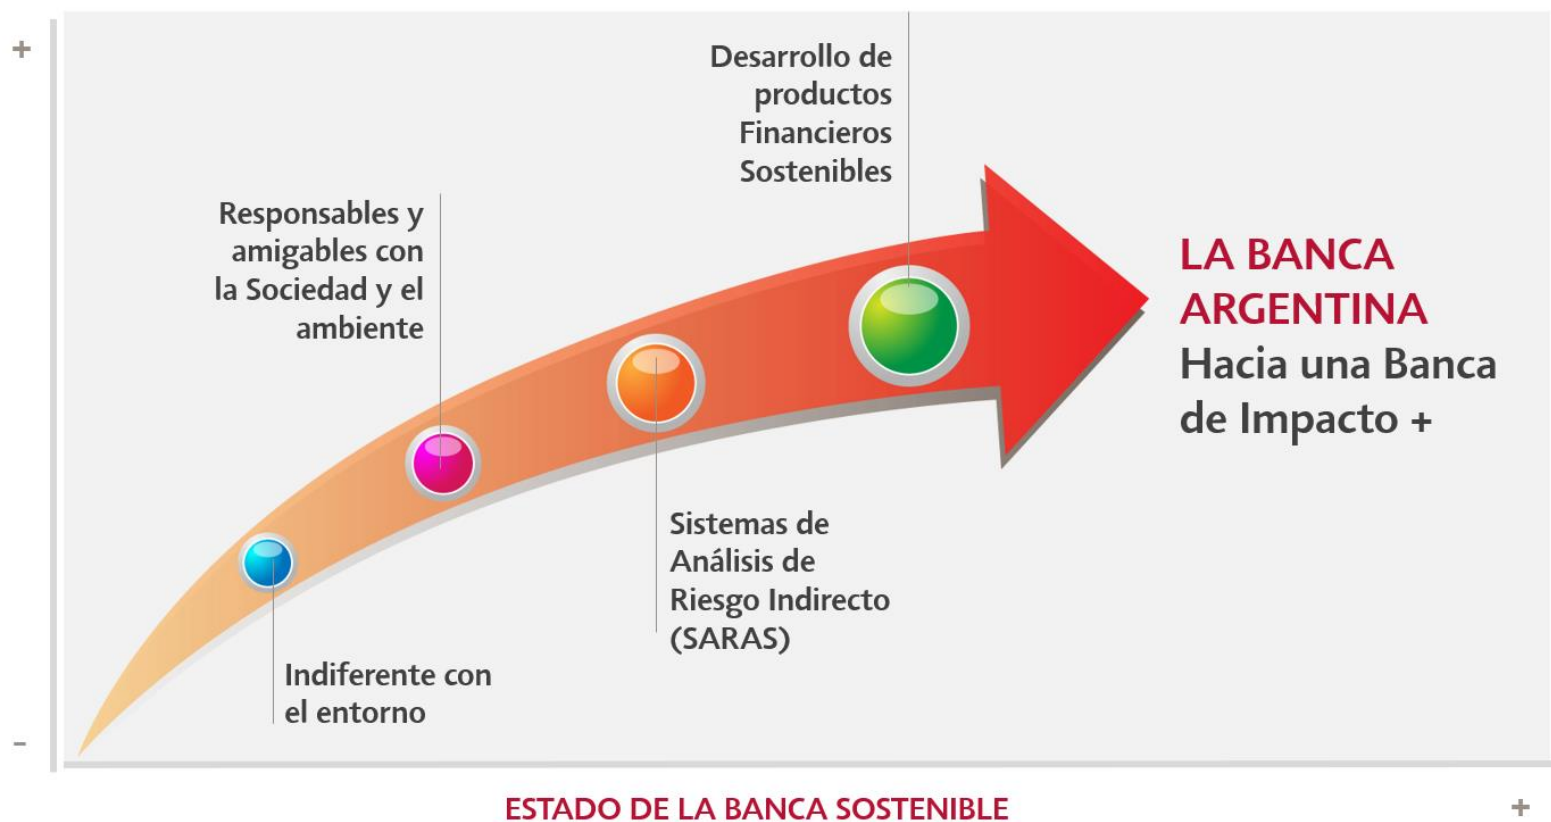 +
Desarrollo de
productos
Financieros
Sostenibles
Responsables y
amigables con
la Sociedad y el
ambiente
LA BANCA
ARGENTINA
Hacia una Banca
de Impacto +
Sistemas de
Análisis de
Riesgo Indirecto
(SARAS)
Indiferente con
el entorno
-
ESTADO DE LA BANCA SOSTENIBLE
+